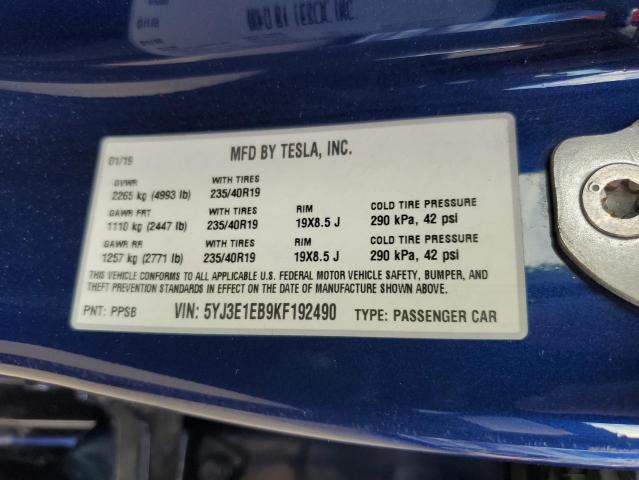 MFD BY TESLA, INC.
01/19
GVWR WITH TIRES
2265 kg (4993 lb) 235/40R19
GAWR FRT WITH TIRES RIM COLD TIRE PRESSURE
1110 kg (2447 lb) 235/40R19 19X8.5 J 290 kPa, 42 psi
GAWR RR WITH TIRES RIM COLD TIRE PRESSURE
1257 kg (2771 lb) 235/40R19 19X8.5 J 290 kPa, 42 psi
THIS VEHICLE CONFORMS TO ALL APPLICABLE U.S. FEDERAL MOTOR VEHICLE SAFETY, BUMPER, AND
THEFT PREVENTION STANDARDS IN EFFECT ON THE DATE OF MANUFACTURE SHOWN ABOVE.
PNT: PPSB VIN: 5YJ3E1EB9KF192490 TYPE: PASSENGER CAR